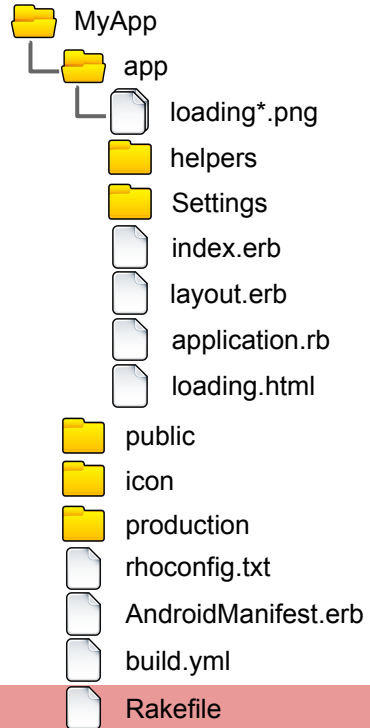 MyApp
app
loading*.png
helpers
Settings
index.erb
layout.erb
application.rb
loading.html
public
icon
production
rhoconfig.txt
AndroidManifest.erb
build.yml
Rakefile